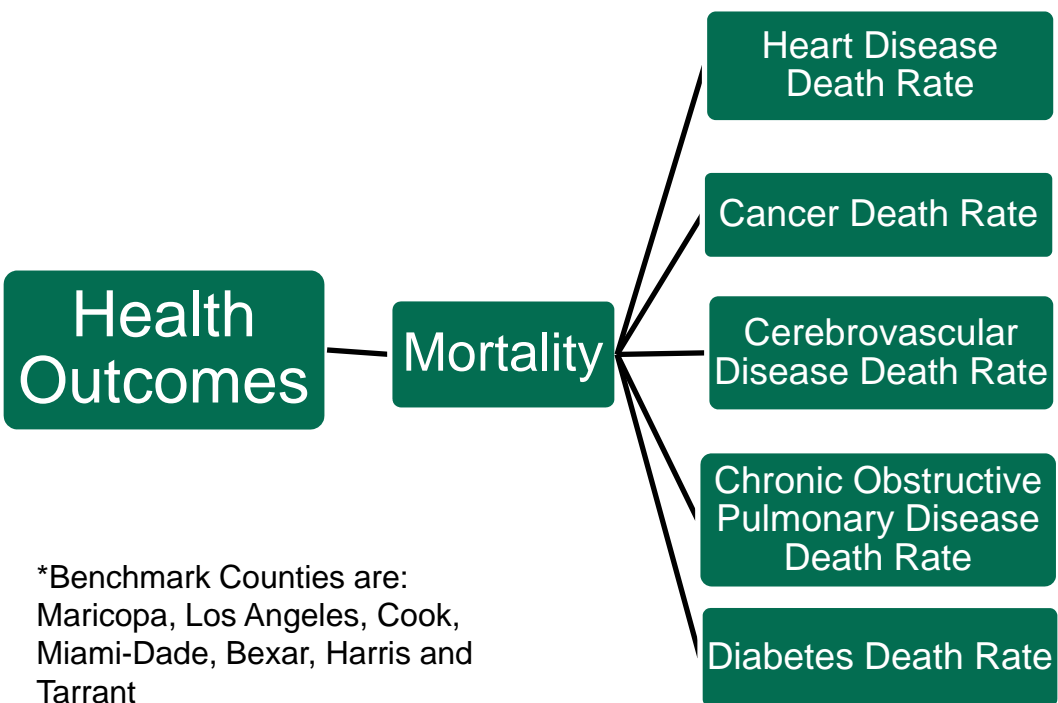 Health
Outcomes
Mortality
Heart Disease
Death Rate
Cancer Death Rate
Cerebrovascular
Disease Death Rate
Chronic Obstructive
Pulmonary Disease
Death Rate
Diabetes Death Rate
*Benchmark Counties are:
Maricopa, Los Angeles, Cook,
Miami-Dade, Bexar, Harris and
Tarrant